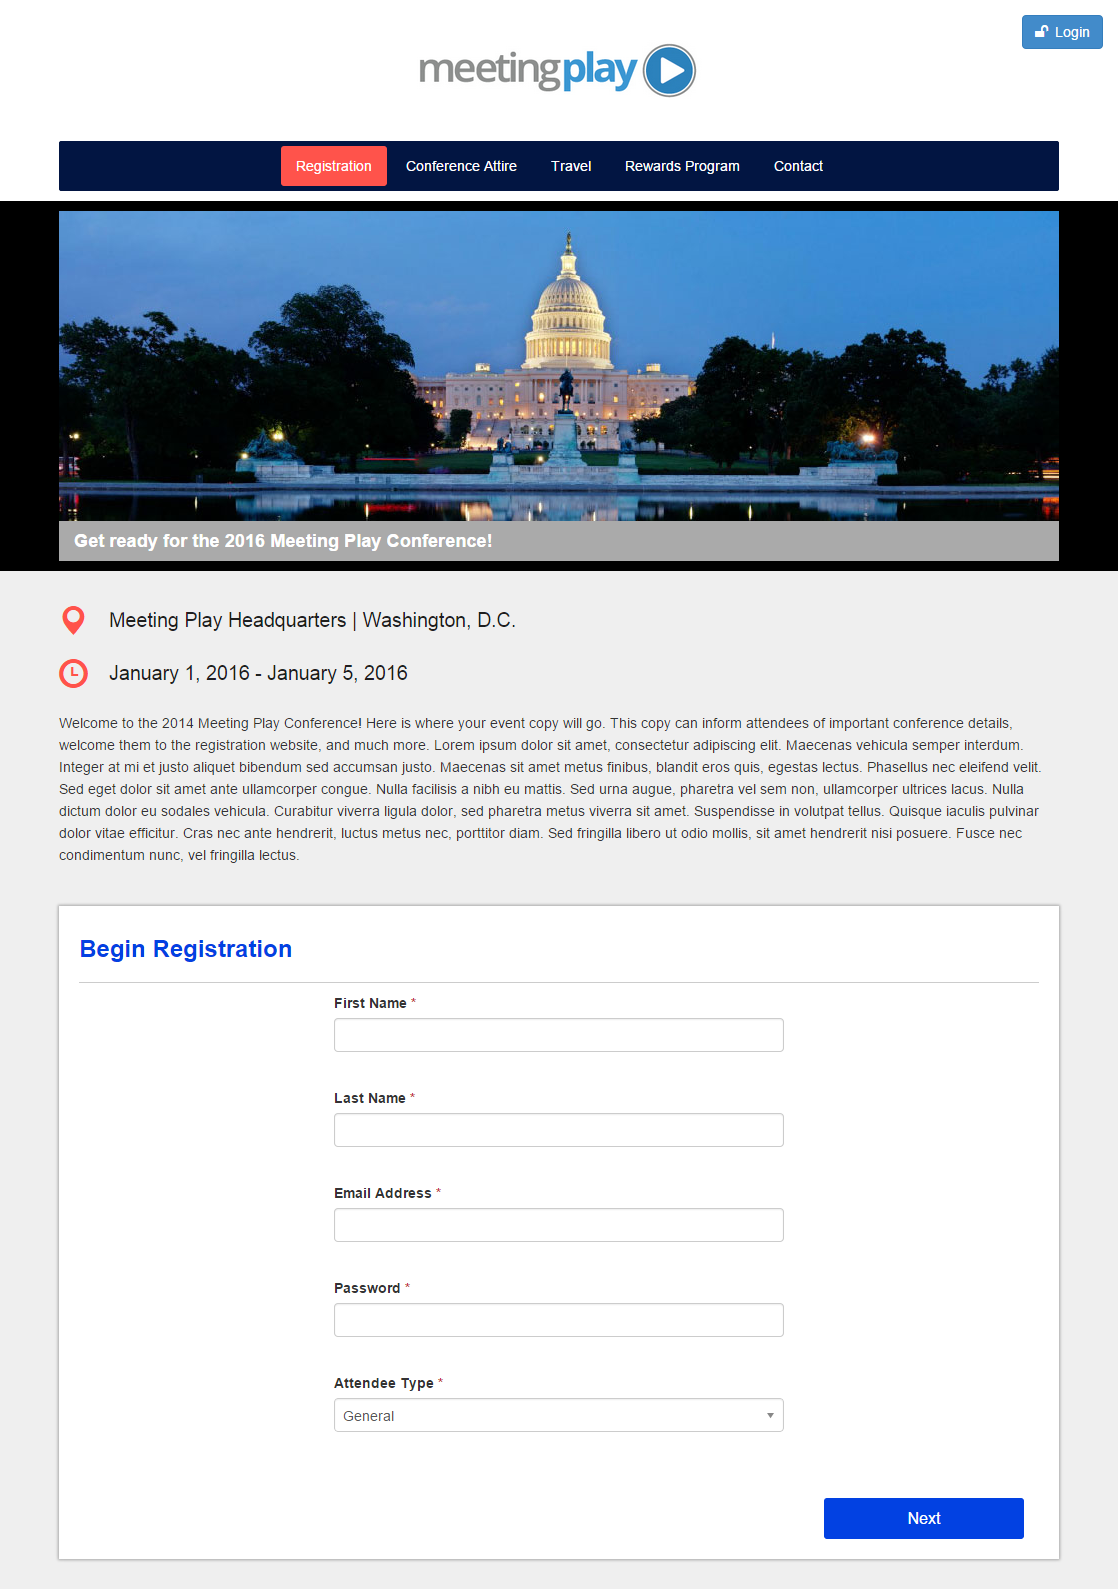 Login
meetingplay
Registration Conference Attire Travel Rewards Program Contact
Get ready for the 2016 Meeting Play Conference!
Meeting Play Headquarters | Washington, D.C.
January 1, 2016 - January 5, 2016
Welcome to the 2014 Meeting Play Conference! Here is where your event copy will go. This copy can inform attendees of important conference details,
welcome them to the registration website, and much more. Lorem ipsum dolor sit amet, consectetur adipiscing elit. Maecenas vehicula semper interdum.
Integer at mi et justo aliquet bibendum sed accumsan justo. Maecenas sit amet metus finibus, blandit eros quis, egestas lectus. Phasellus nec eleifend velit.
Sed eget dolor sit amet ante ullamcorper congue. Nulla facilisis a nibh eu mattis. Sed urna augue, pharetra vel sem non, ullamcorper ultrices lacus. Nulla
dictum dolor eu sodales vehicula. Curabitur viverra ligula dolor, sed pharetra metus viverra sit amet. Suspendisse in volutpat tellus. Quisque iaculis pulvinar
dolor vitae efficitur. Cras nec ante hendrerit, luctus metus nec, porttitor diam. Sed fringilla libero ut odio mollis, sit amet hendrerit nisi posuere. Fusce nec
condimentum nunc, vel fringilla lectus.
Begin Registration
First Name *
Last Name *
Email Address *
Password *
Attendee Type *
General
Next